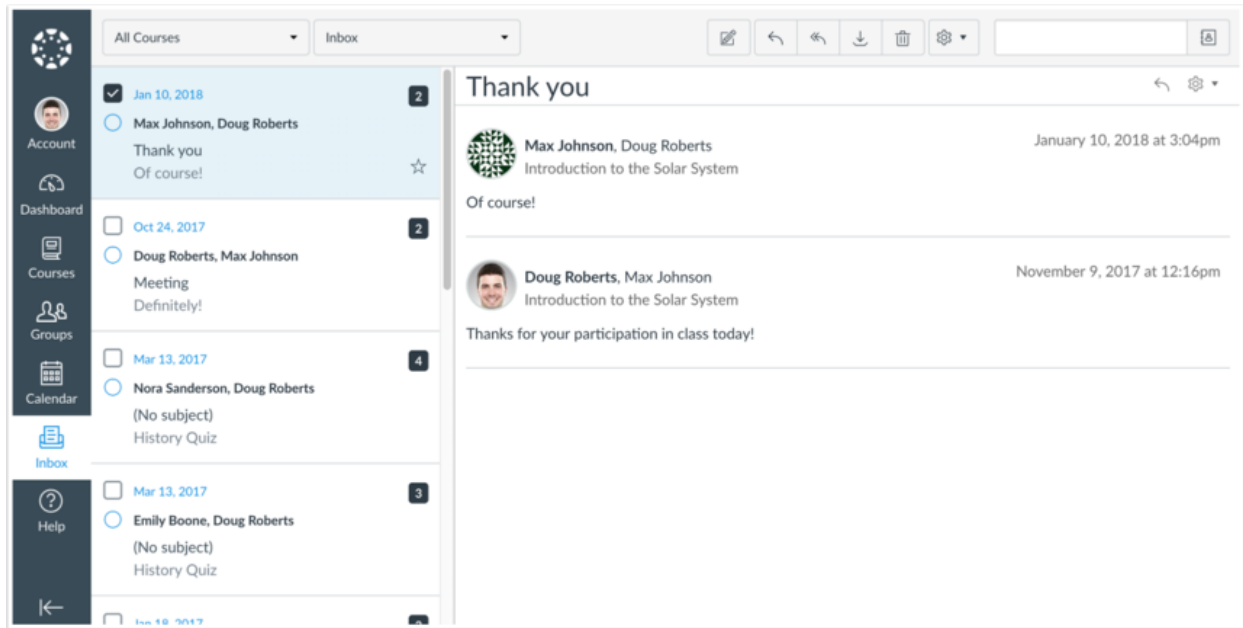 All Courses
Inbox
Account
Dashboard
Courses
Groups
Calendar
Inbox
Help
Jan 10, 2018
2
Max Johnson, Doug Roberts
Thank you
Of course!
Oct 24, 2017
2
Doug Roberts, Max Johnson
Meeting
Definitely!
Mar 13, 2017
4
Nora Sanderson, Doug Roberts
(No subject)
History Quiz
Mar 13, 2017
3
Emily Boone, Doug Roberts
(No subject)
History Quiz
Jan 18, 2017
Thank you
Max Johnson, Doug Roberts
January 10, 2018 at 3:04pm
Introduction to the Solar System
Of course!
Doug Roberts, Max Johnson
November 9, 2017 at 12:16pm
Introduction to the Solar System
Thanks for your participation in class today!